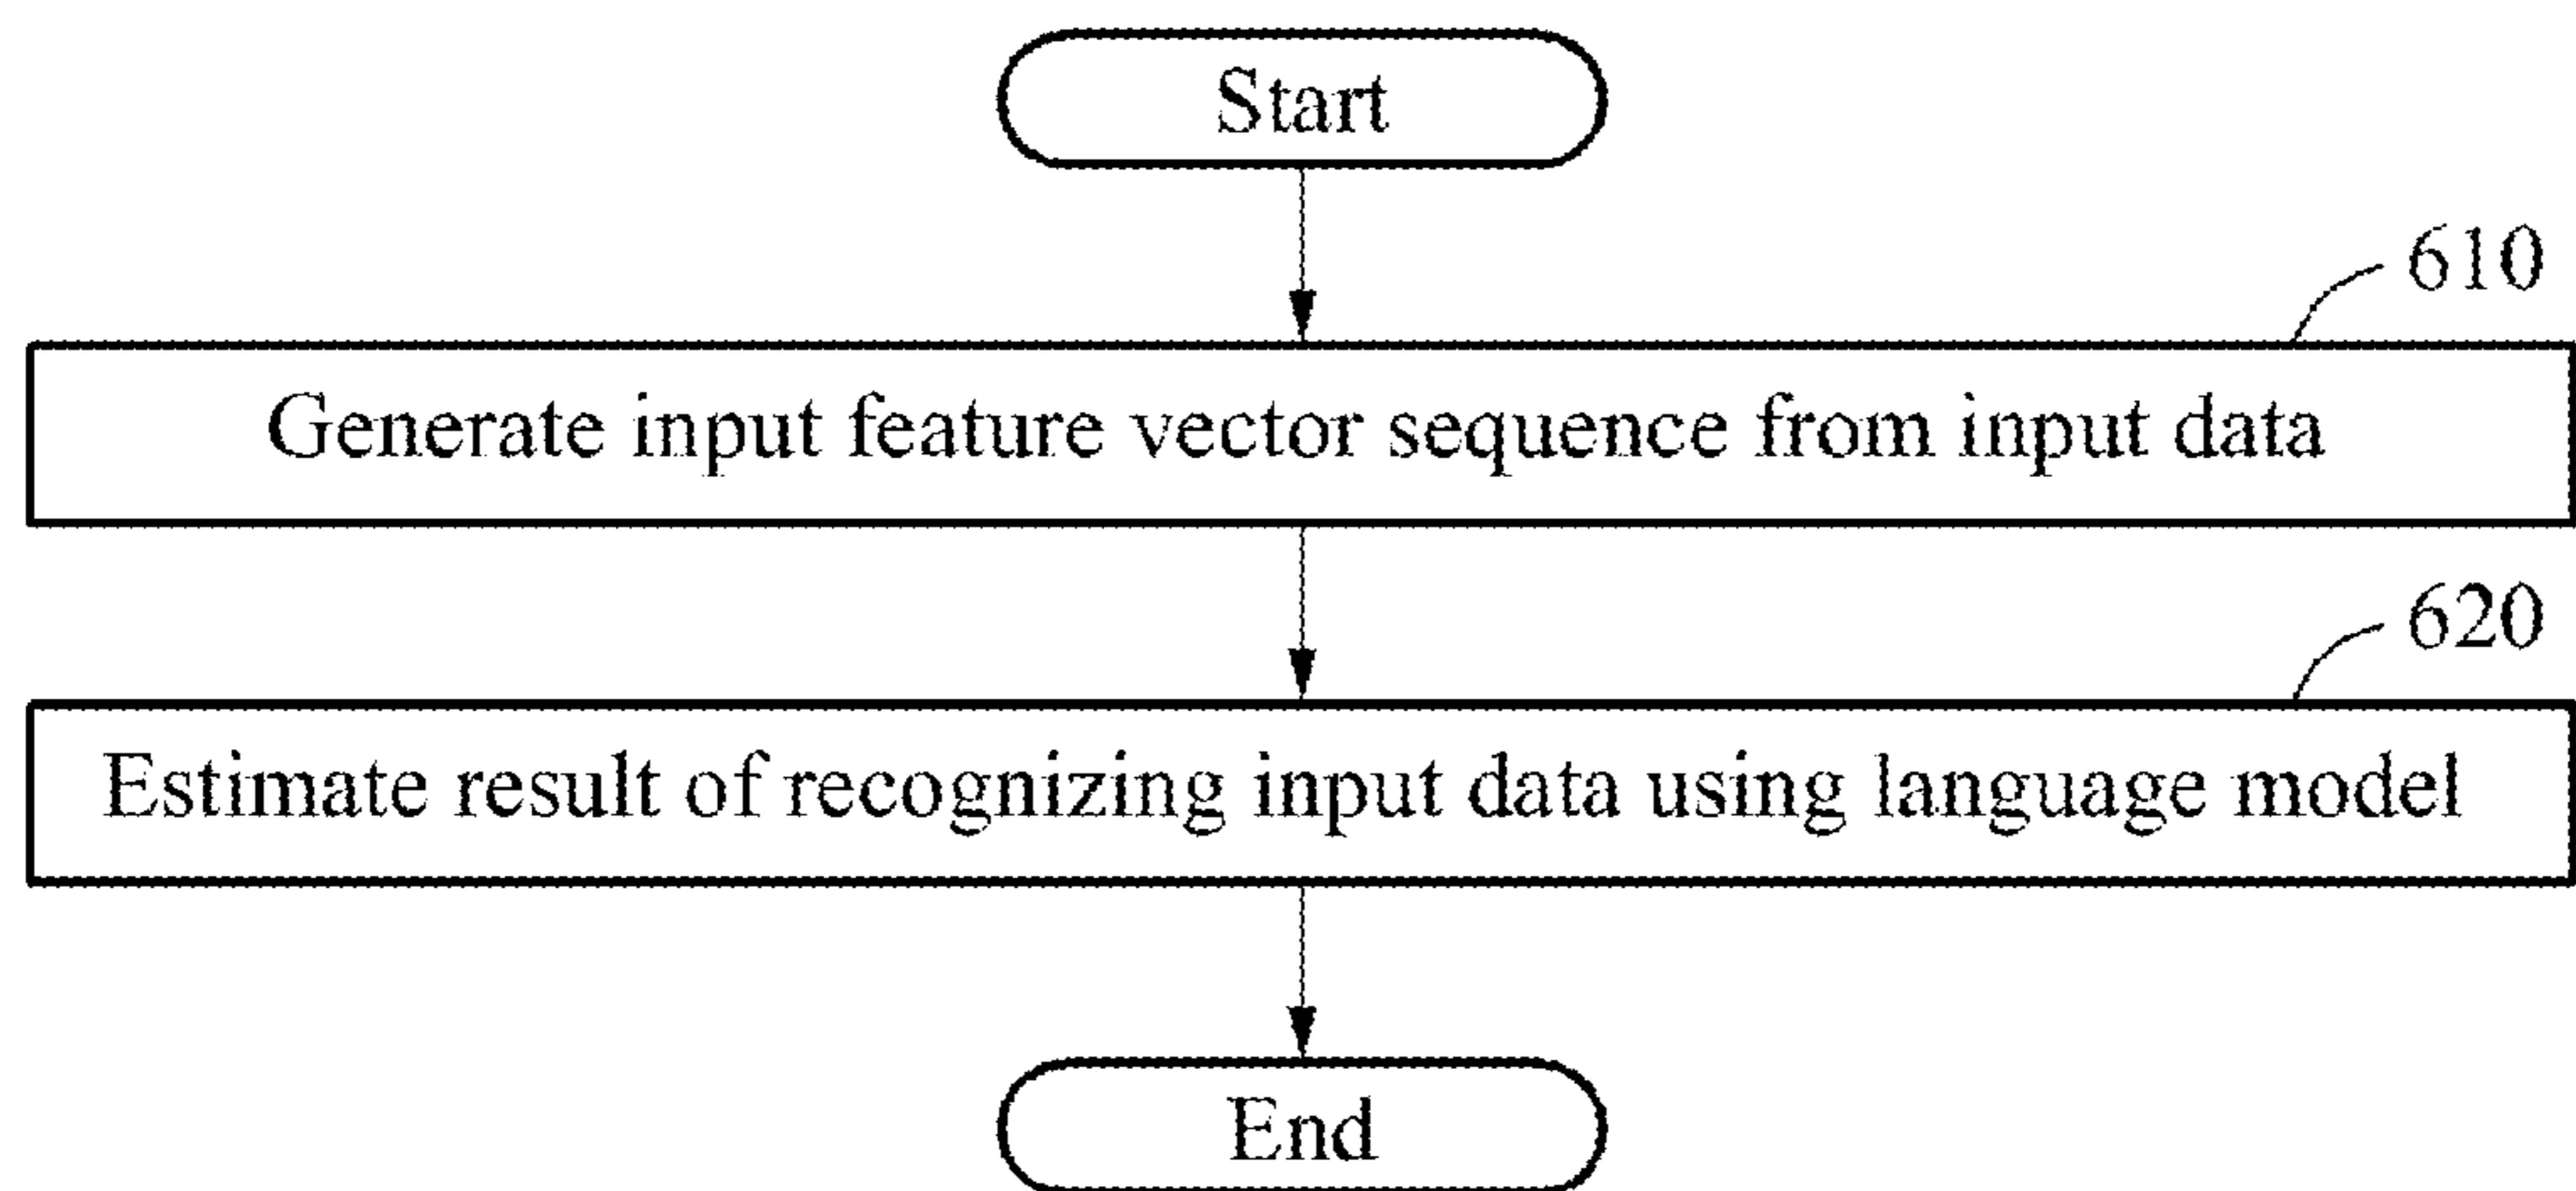 Start
610
Generate input feature vector sequence from input data
620
Estimate result of recognizing input data using language model
End